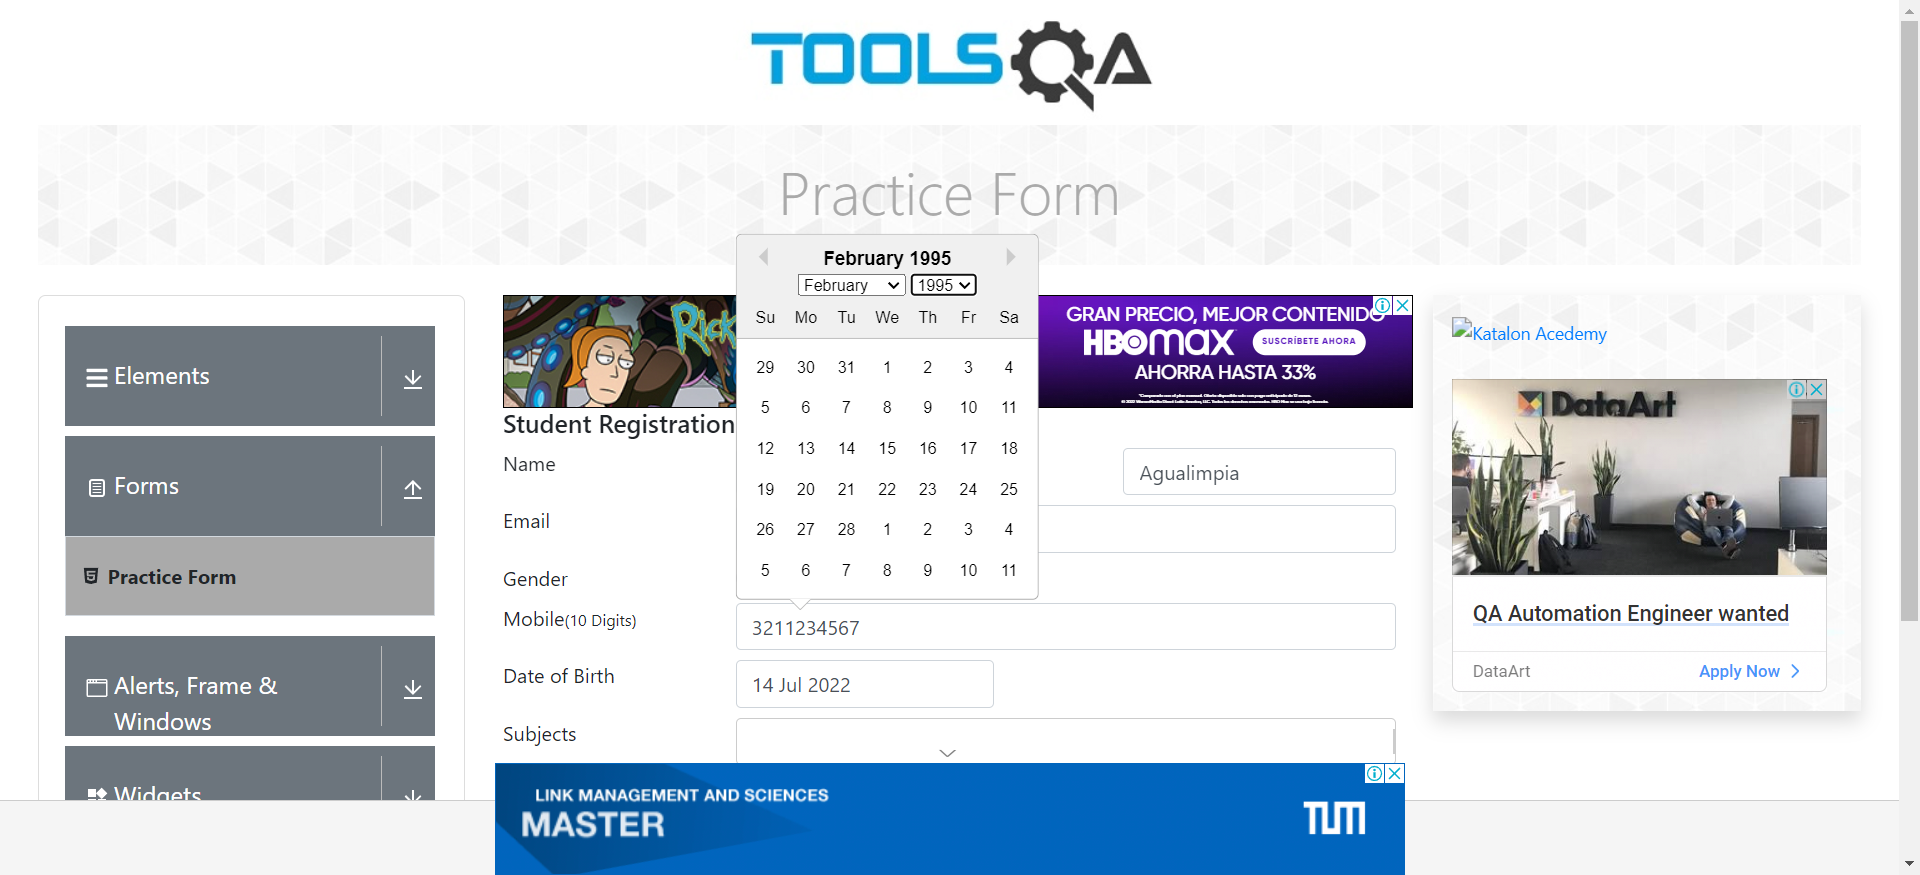 TOOLSQA
Practice Form
February 1995
February 1995
Su Mo Tu We Th Fr Sa
29 30 31 1 2 3 4
5 6 7 8 9 10 11
12 13 14 15 16 17 18
19 20 21 22 23 24 25
26 27 28 1 2 3 4
5 6 7 8 9 10 11
Elements
Forms
Practice Form
Alerts, Frame &
Windows
Widgets
Rick
GRAN PRECIO, MEJOR CONTENIDO
HBOmax SUSCRÍBETE AHORA
AHORRA HASTA 33%
Student Registration
Name
Agualimpia
Email
Gender
Mobile(10 Digits)
3211234567
Date of Birth
14 Jul 2022
Subjects
LINK MANAGEMENT AND SCIENCES
MASTER
TUM
Katalon Acedemy
DataArt
QA Automation Engineer wanted
DataArt
Apply Now